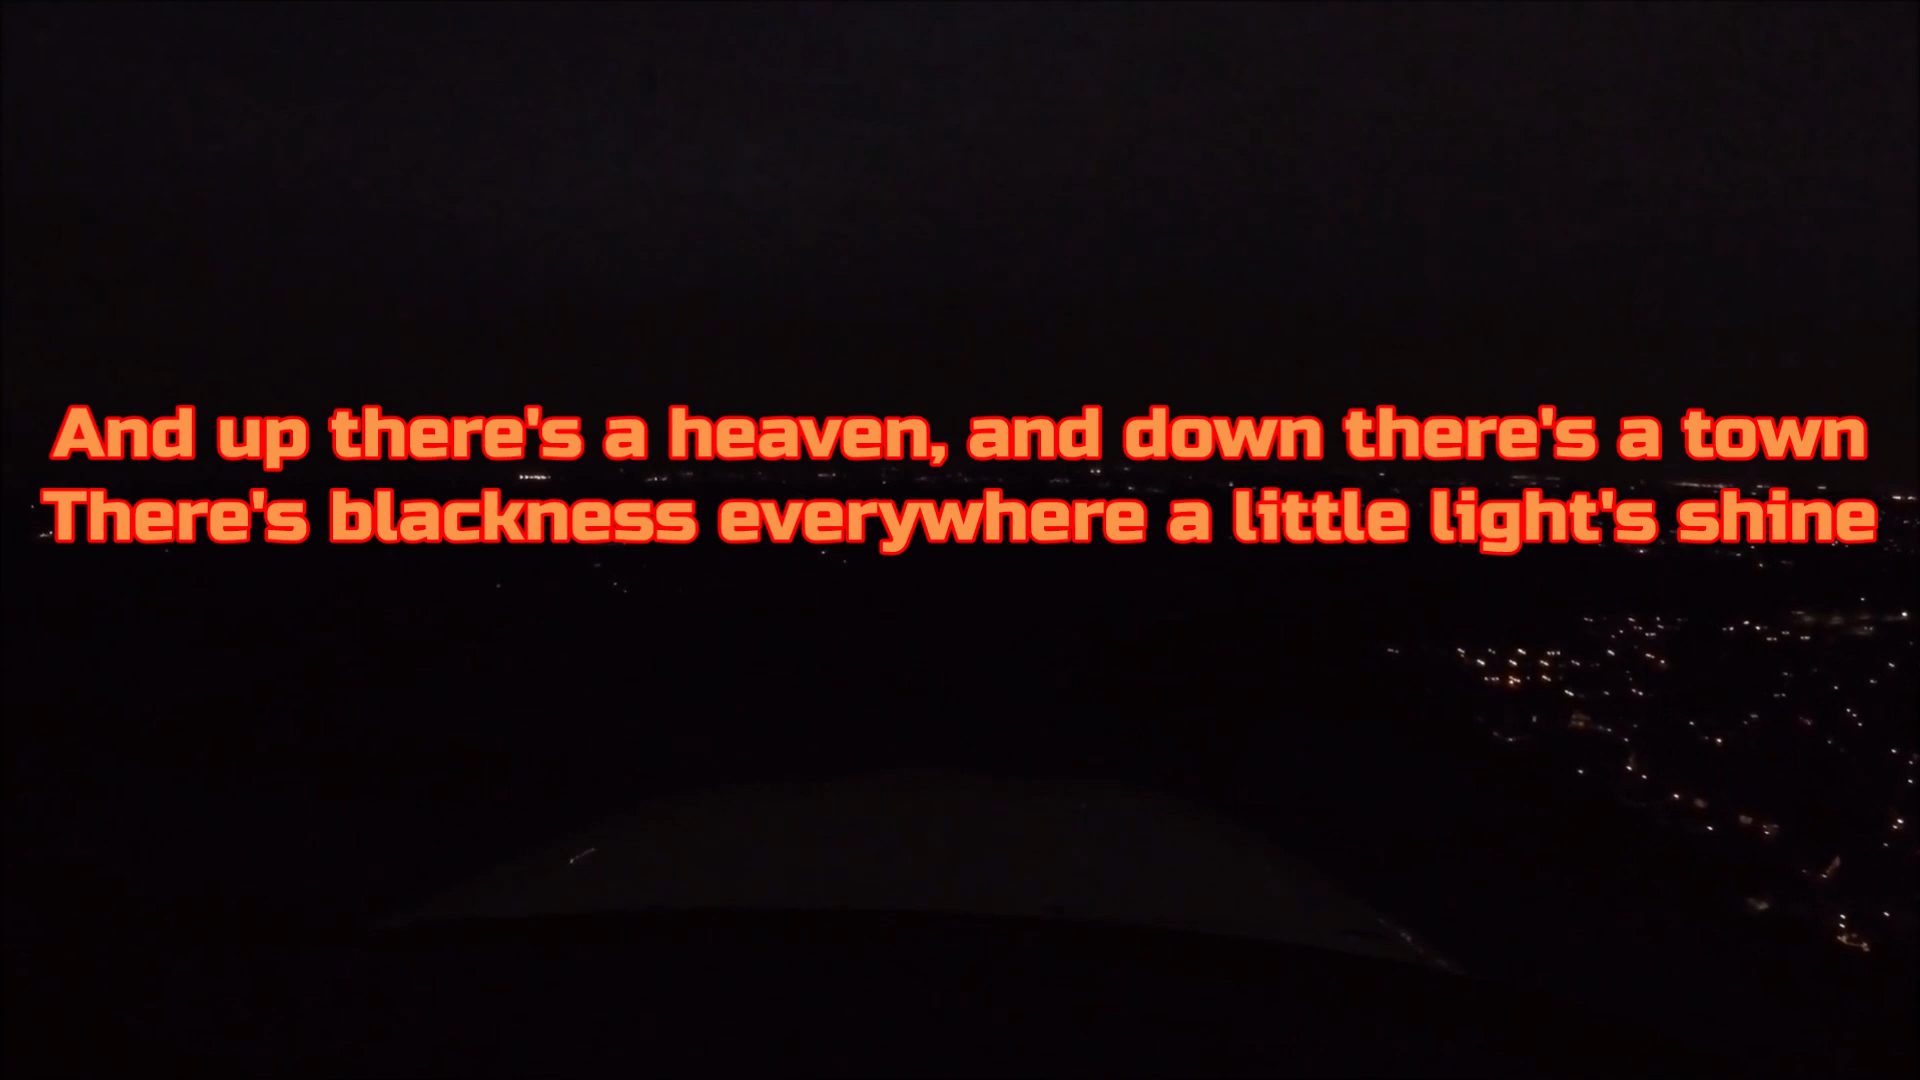 And up there's a heaven, and down there's a town
There's blackness everywhere a little light's shine